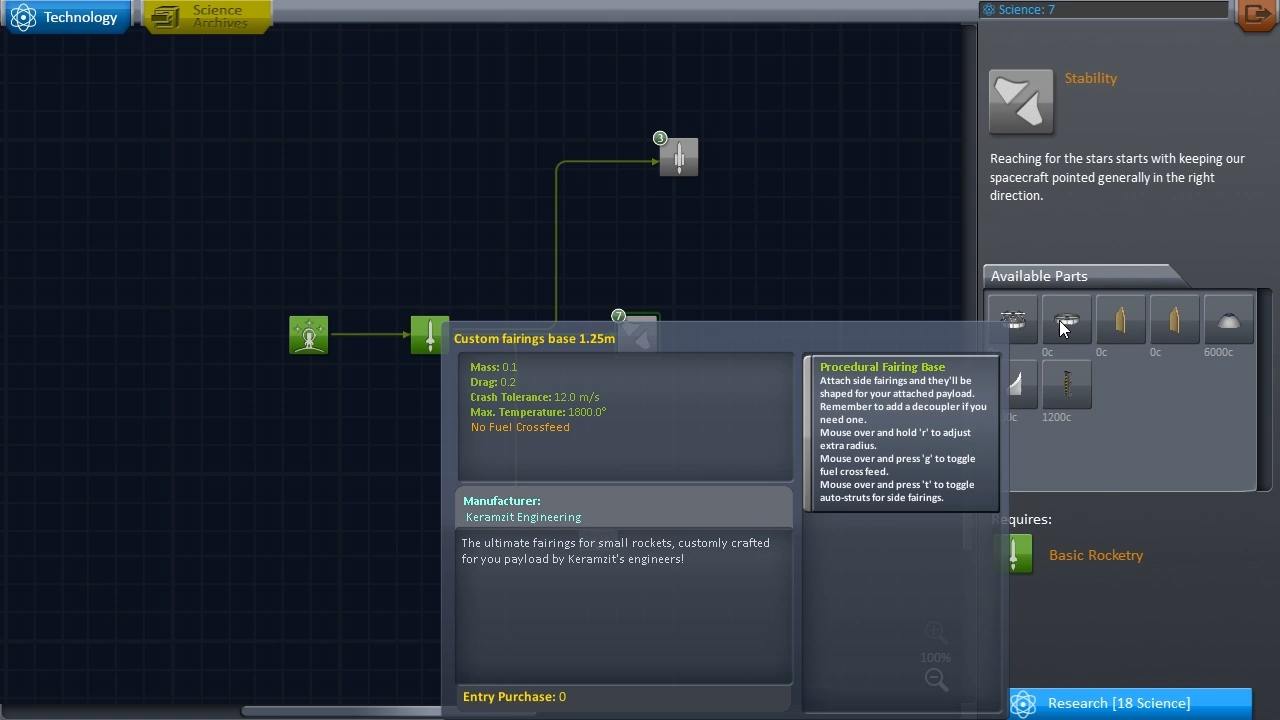 Technology
Science
Archives
Science: 7
Stability
Reaching for the stars starts with keeping our
spacecraft pointed generally in the right
direction.
3
7
Available Parts
0c
0c
0c
6000c
1200c
Custom fairings base 1.25m
Mass: 0.1
Drag: 0.2
Crash Tolerance: 12.0 m/s
Max. Temperature: 1800.0°
No Fuel Crossfeed
Procedural Fairing Base
Attach side fairings and they'll be
shaped for your attached payload.
Remember to add a decoupler if you
need one.
Mouse over and hold 'r' to adjust
extra radius.
Mouse over and press 'g' to toggle
fuel cross feed.
Mouse over and press 't' to toggle
auto-struts for side fairings.
Manufacturer:
Keramzit Engineering
The ultimate fairings for small rockets, customly crafted
for you payload by Keramzit's engineers!
Entry Purchase: 0
Requires:
Basic Rocketry
100%
Research [18 Science]